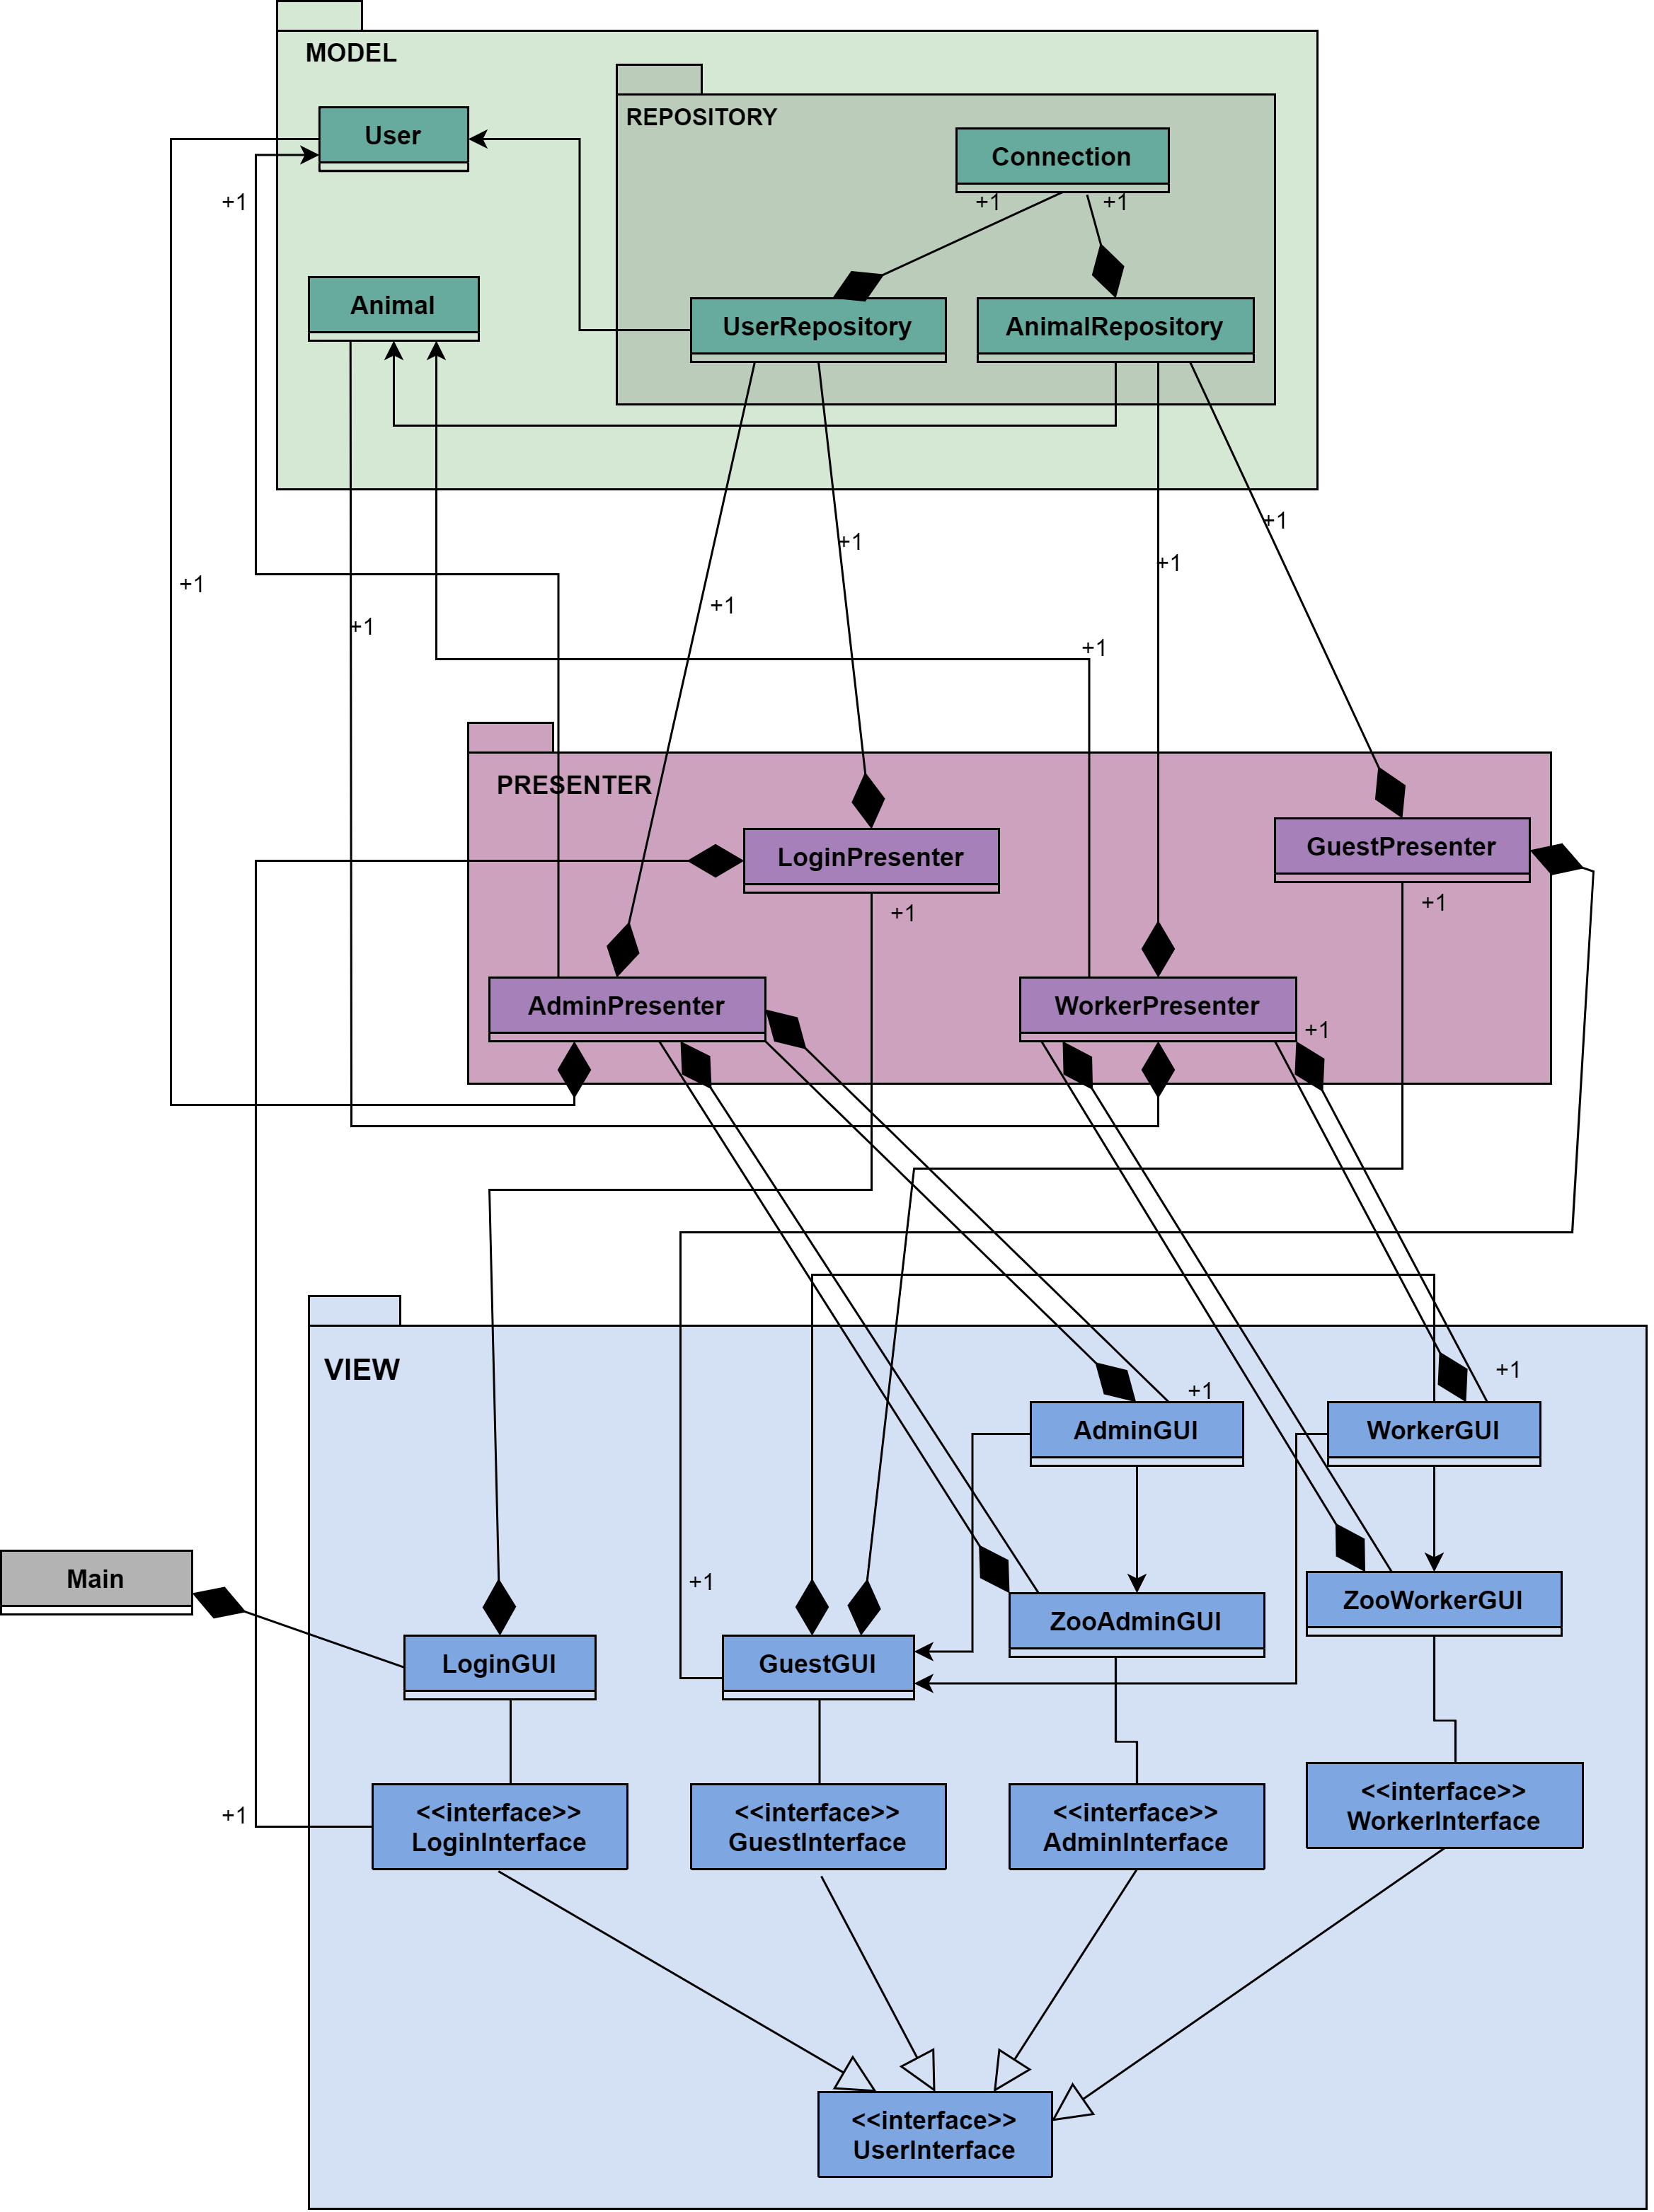 MODEL
REPOSITORY
User
Connection
+1
+1
+1
Animal
UserRepository
AnimalRepository
+1
+1
+1
+1
+1
+1
+1
PRESENTER
LoginPresenter
GuestPresenter
+1
+1
AdminPresenter
WorkerPresenter
+1
VIEW
+1
+1
AdminGUI
WorkerGUI
Main
+1
ZooAdminGUI
ZooWorkerGUI
LoginGUI
GuestGUI
+1
<<interface>>
LoginInterface
<<interface>>
GuestInterface
<<interface>>
AdminInterface
<<interface>>
WorkerInterface
<<interface>>
UserInterface